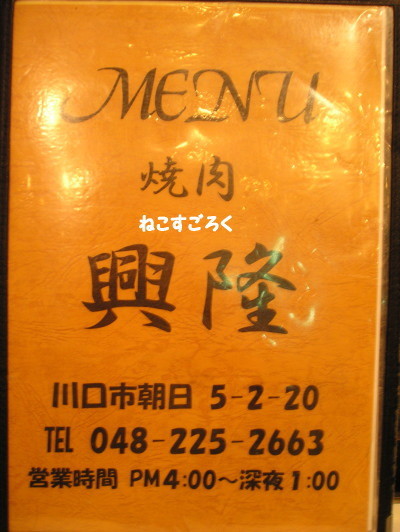 MENU
焼肉
ねこすごろく
興隆
川口市朝日 5-2-20
TEL 048-225-2663
営業時間 PM4:00～深夜1:00